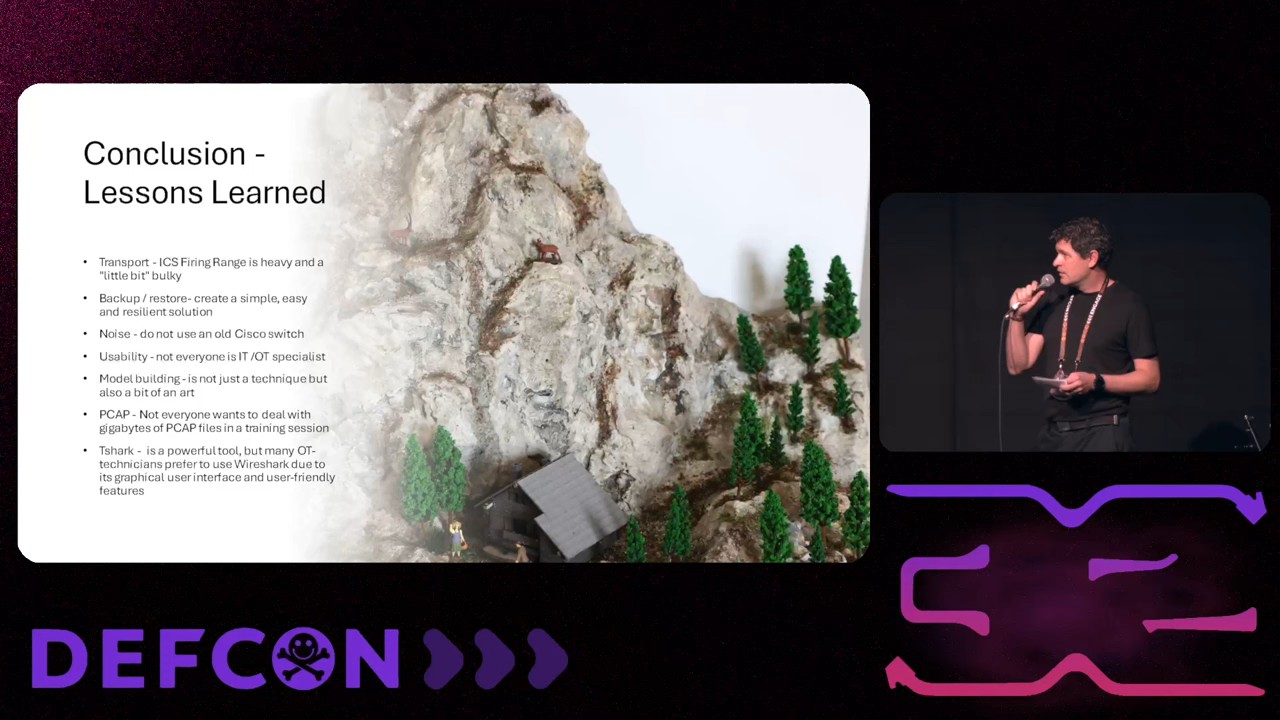 Conclusion -
Lessons Learned
• Transport - ICS Firing Range is heavy and a
"little bit" bulky
• Backup / restore- create a simple, easy
and resilient solution
• Noise - do not use an old Cisco switch
• Usability - not everyone is IT /OT specialist
• Model building - is not just a technique but
also a bit of an art
• PCAP - Not everyone wants to deal with
gigabytes of PCAP files in a training session
• Tshark -  is a powerful tool, but many OT-
technicians prefer to use Wireshark due to
its graphical user interface and user-friendly
features
DEFCON